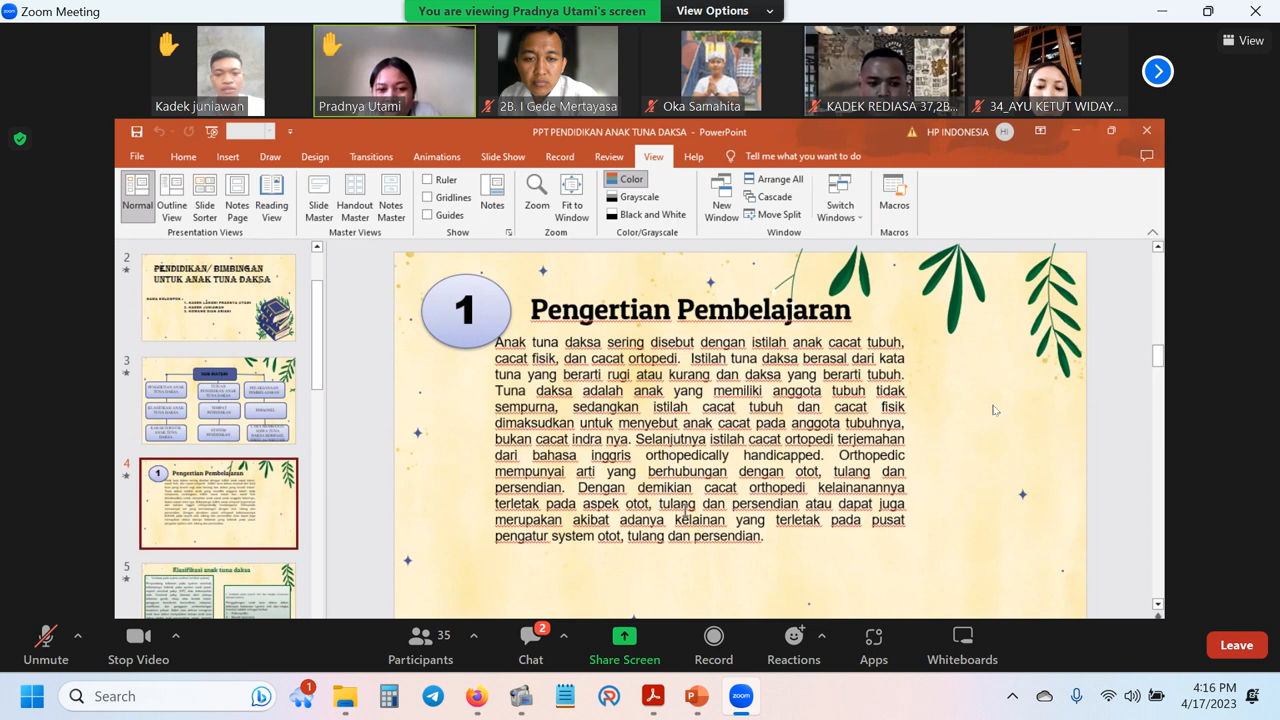 Zoom Meeting
You are viewing Pradnya Utami's screen
View Options
View
Kadek juniawan
Pradnya Utami
2B. I Gede Mertayasa
Oka Samahita
KADEK REDIASA 37,2B...
34_AYU KETUT WIDAY...
PPT PENDIDIKAN ANAK TUNA DAKSA - PowerPoint
HP INDONESIA
HI
File Home Insert Draw Design Transitions Animations Slide Show Record Review View Help Tell me what you want to do
Normal
Outline View
Slide Sorter
Notes Page
Reading View
Presentation Views
Slide Master
Handout Master
Notes Master
Master Views
Ruler
Gridlines
Guides
Show
Notes
Zoom
Fit to Window
Zoom
Color
Grayscale
Black and White
Color/Grayscale
New Window
Arrange All
Cascade
Move Split
Switch Windows
Window
Macros
Macros
2
PENDIDIKAN/ BIMBINGAN
UNTUK ANAK TUNA DAKSA
3
4
1 Pengertian Pembelajaran
5
Klasifikasi anak tuna daksa
1
Pengertian Pembelajaran
Anak tuna daksa sering disebut dengan istilah anak cacat tubuh,
cacat fisik, dan cacat ortopedi. Istilah tuna daksa berasal dari kata
tuna yang berarti rugi atau kurang dan daksa yang berarti tubuh.
Tuna daksa adalah anak yang memiliki anggota tubuh tidak
sempurna, sedangkan istilah cacat tubuh dan cacat fisik
dimaksudkan untuk menyebut anak cacat pada anggota tubuhnya,
bukan cacat indra nya. Selanjutnya istilah cacat ortopedi terjemahan
dari bahasa inggris orthopedically handicapped. Orthopedic
mempunyai arti yang berhubungan dengan otot, tulang dan
persendian. Dengan demikian cacat orthopedi kelainanannya
terletak pada aspek otot, tulang dan persendian atau dapat juga
merupakan akibat adanya kelainan yang terletak pada pusat
pengatur system otot, tulang dan persendian.
Unmute
Stop Video
Participants
35
Chat
2
Share Screen
Record
Reactions
Apps
Whiteboards
Leave
Search
1
zoom
4:16 PM
4/17/2023